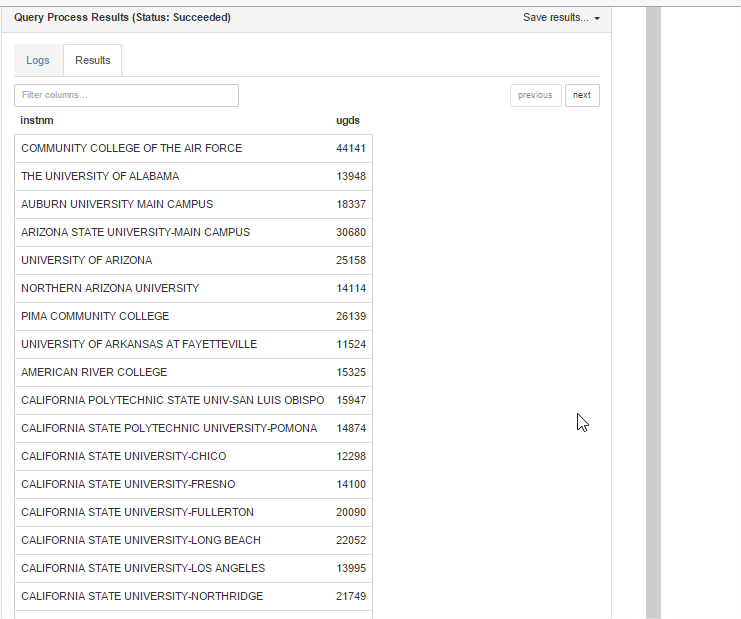 Query Process Results (Status: Succeeded) Save results...
Logs Results
Filter columns... previous next
instnm ugds
COMMUNITY COLLEGE OF THE AIR FORCE 44141
THE UNIVERSITY OF ALABAMA 13948
AUBURN UNIVERSITY MAIN CAMPUS 18337
ARIZONA STATE UNIVERSITY-MAIN CAMPUS 30680
UNIVERSITY OF ARIZONA 25158
NORTHERN ARIZONA UNIVERSITY 14114
PIMA COMMUNITY COLLEGE 26139
UNIVERSITY OF ARKANSAS AT FAYETTEVILLE 11524
AMERICAN RIVER COLLEGE 15325
CALIFORNIA POLYTECHNIC STATE UNIV-SAN LUIS OBISPO 15947
CALIFORNIA STATE POLYTECHNIC UNIVERSITY-POMONA 14874
CALIFORNIA STATE UNIVERSITY-CHICO 12298
CALIFORNIA STATE UNIVERSITY-FRESNO 14100
CALIFORNIA STATE UNIVERSITY-FULLERTON 20090
CALIFORNIA STATE UNIVERSITY-LONG BEACH 22052
CALIFORNIA STATE UNIVERSITY-LOS ANGELES 13995
CALIFORNIA STATE UNIVERSITY-NORTHRIDGE 21749